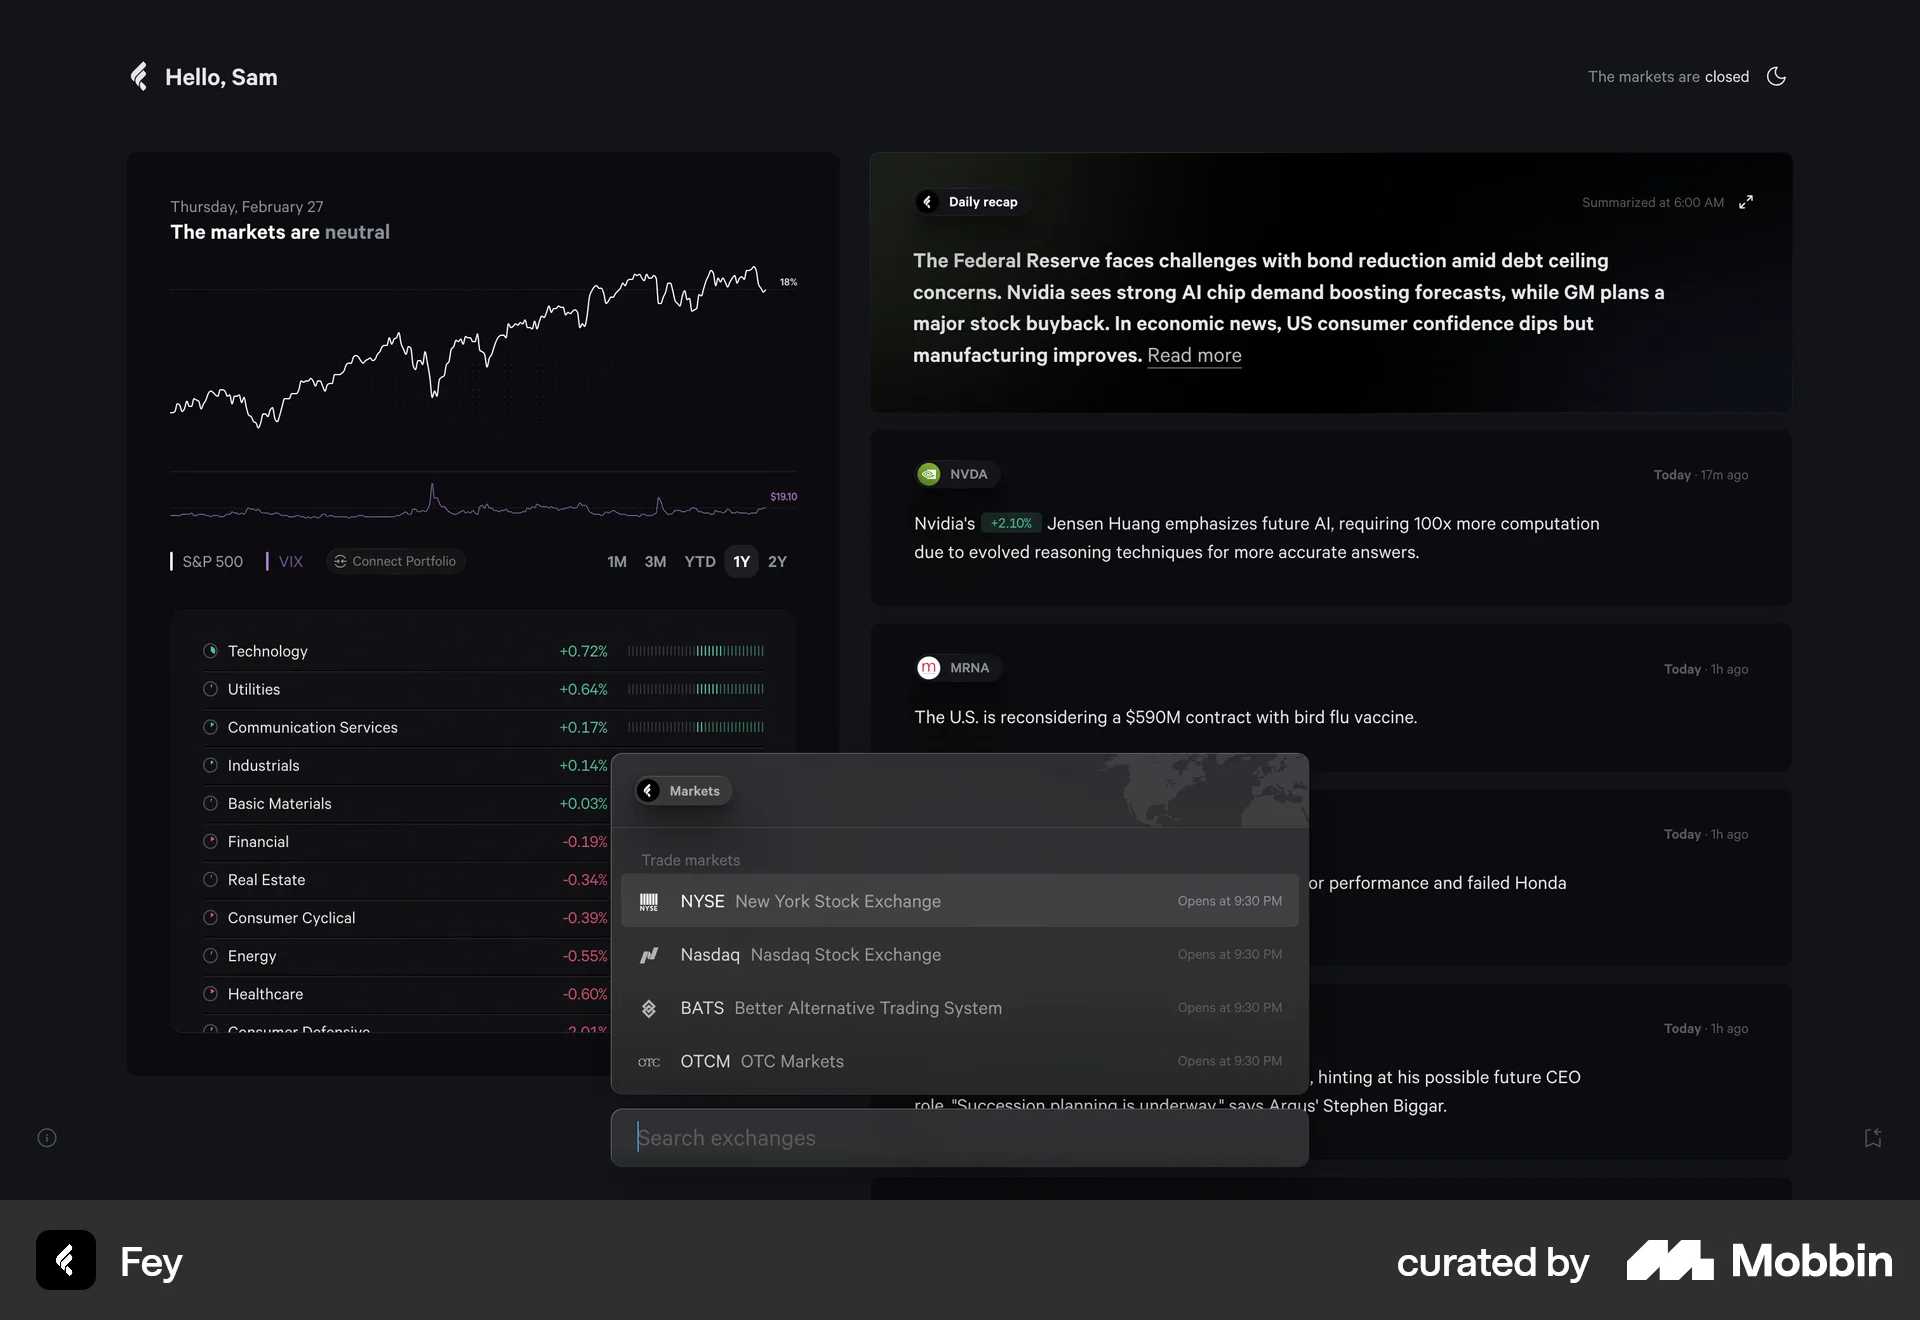 Hello, Sam
The markets are closed
Thursday, February 27
The markets are neutral
18%
$19.10
S&P 500
VIX
Connect Portfolio
1M
3M
YTD
1Y
2Y
Technology +0.72%
Utilities +0.64%
Communication Services +0.17%
Industrials +0.14%
Basic Materials +0.03%
Financial -0.19%
Real Estate -0.34%
Consumer Cyclical -0.39%
Energy -0.55%
Healthcare -0.60%
Consumer Defensive -2.01%
Daily recap
Summarized at 6:00 AM
The Federal Reserve faces challenges with bond reduction amid debt ceiling
concerns. Nvidia sees strong AI chip demand boosting forecasts, while GM plans a
major stock buyback. In economic news, US consumer confidence dips but
manufacturing improves. Read more
NVDA
Today · 17m ago
Nvidia's +2.10% Jensen Huang emphasizes future AI, requiring 100x more computation
due to evolved reasoning techniques for more accurate answers.
MRNA
Today · 1h ago
The U.S. is reconsidering a $590M contract with bird flu vaccine.
Today · 1h ago
or performance and failed Honda
Today · 1h ago
, hinting at his possible future CEO
role. "Succession planning is underway," says Argus' Stephen Biggar.
Markets
Trade markets
NYSE New York Stock Exchange Opens at 9:30 PM
Nasdaq Nasdaq Stock Exchange Opens at 9:30 PM
BATS Better Alternative Trading System Opens at 9:30 PM
OTC OTCM OTC Markets Opens at 9:30 PM
Search exchanges
Fey
curated by Mobbin